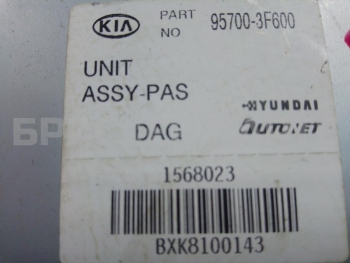 KIA PART NO 95700-3F600
UNIT
ASSY-PAS
DAG
HYUNDAI
AUTONET
1568023
BXK8100143